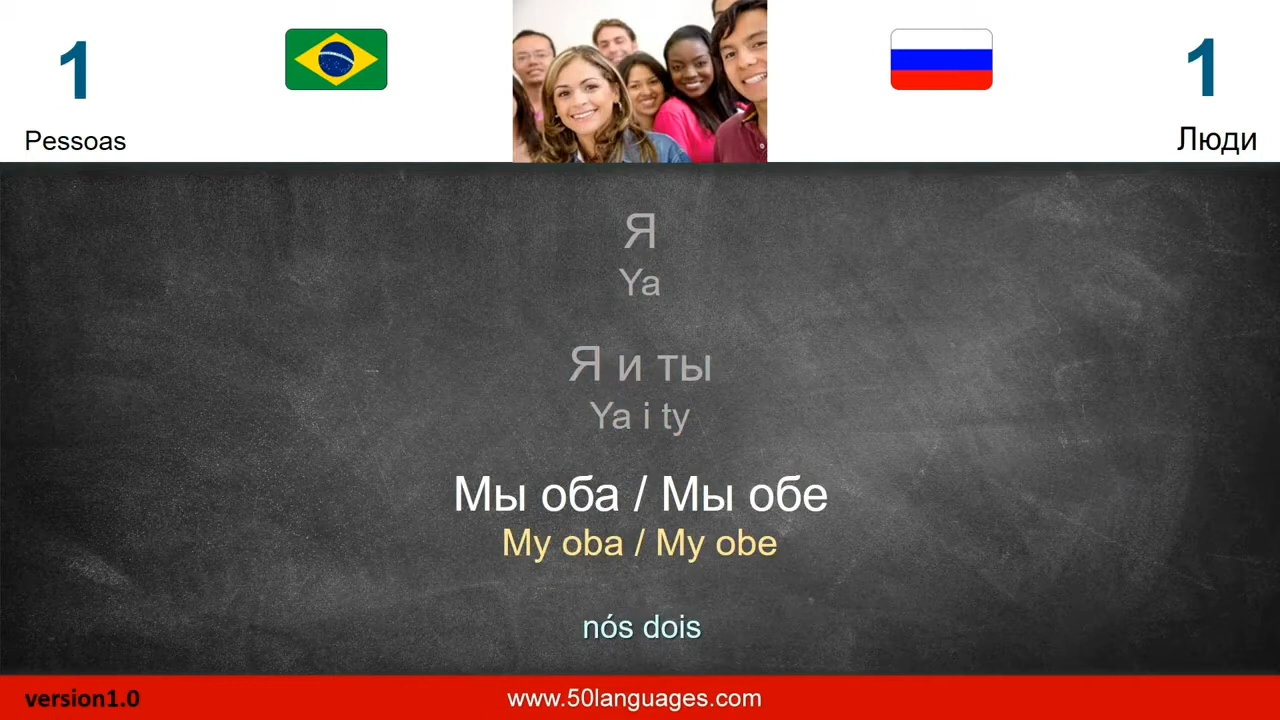 1
1
Pessoas
Люди
Я
Ya
Я и ты
Ya i ty
Мы оба / Мы обе
My oba / My obe
nós dois
version1.0
www.50languages.com